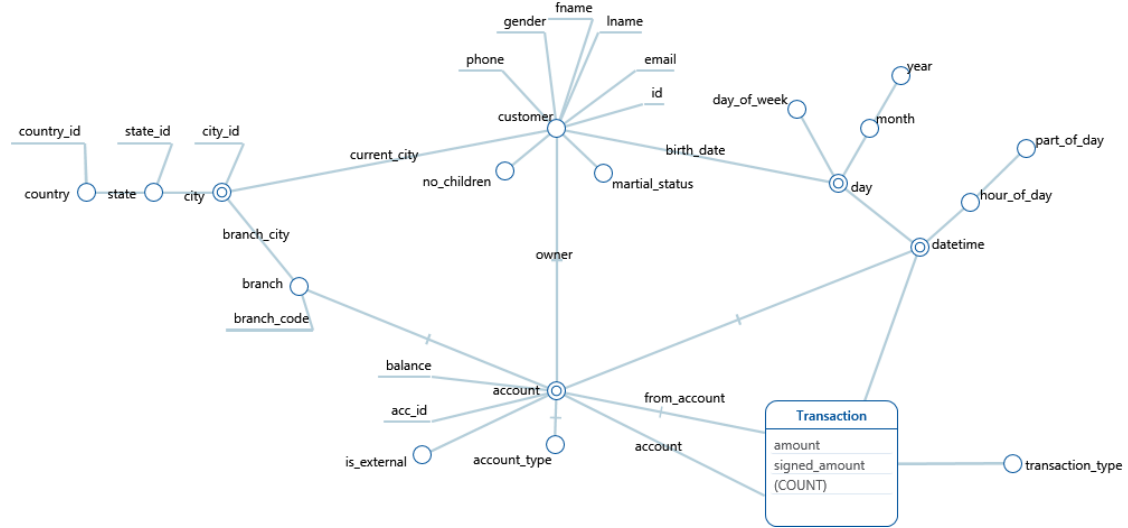 fname
gender
lname
phone
email
id
customer
year
day_of_week
month
country_id
state_id
city_id
current_city
birth_date
part_of_day
no_children
martial_status
day
hour_of_day
country
state
city
branch_city
owner
datetime
branch
branch_code
balance
account
from_account
acc_id
Transaction
is_external
account_type
account
amount
signed_amount
(COUNT)
transaction_type